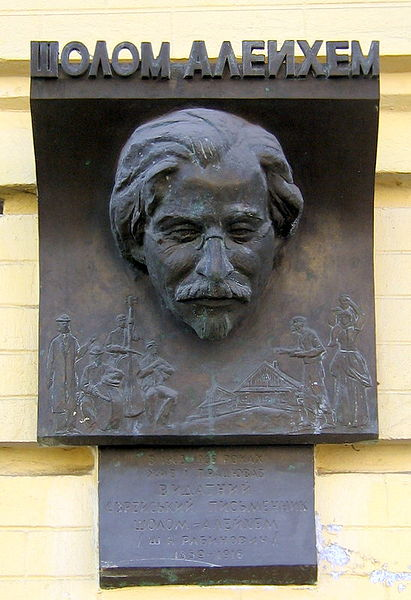 ШОЛОМ АЛЕЙХЕМ
РОКАХ
ЖИВ І ПРАЦЮВАВ
ВИДАТНИЙ
ЄВРЕЙСЬКИЙ ПИСЬМЕННИК
ШОЛОМ-АЛЕЙХЕМ
/Ш.А.РАБИНОВИЧ/
1859-1916